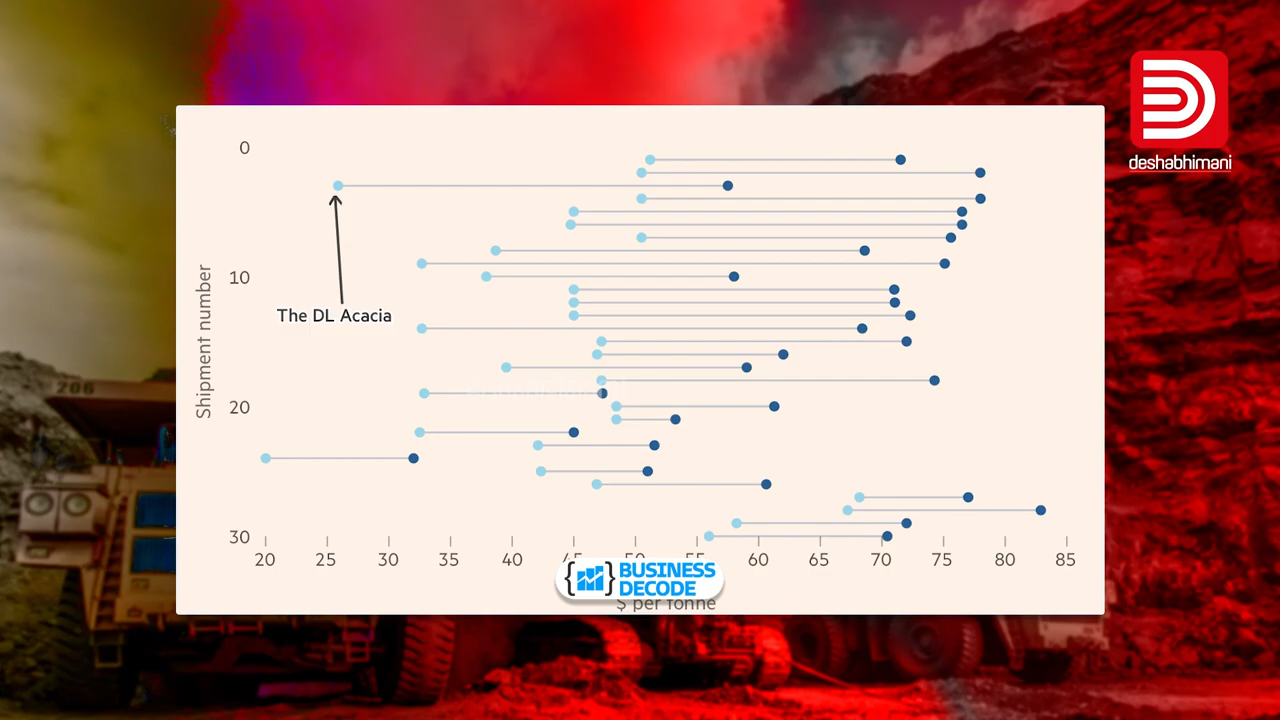 deshabhimani
0
10
The DL Acacia
Shipment number
20
30
20 25 30 35 40 45 50 55 60 65 70 75 80 85
{ } BUSINESS
DECODE
$ per tonne
206